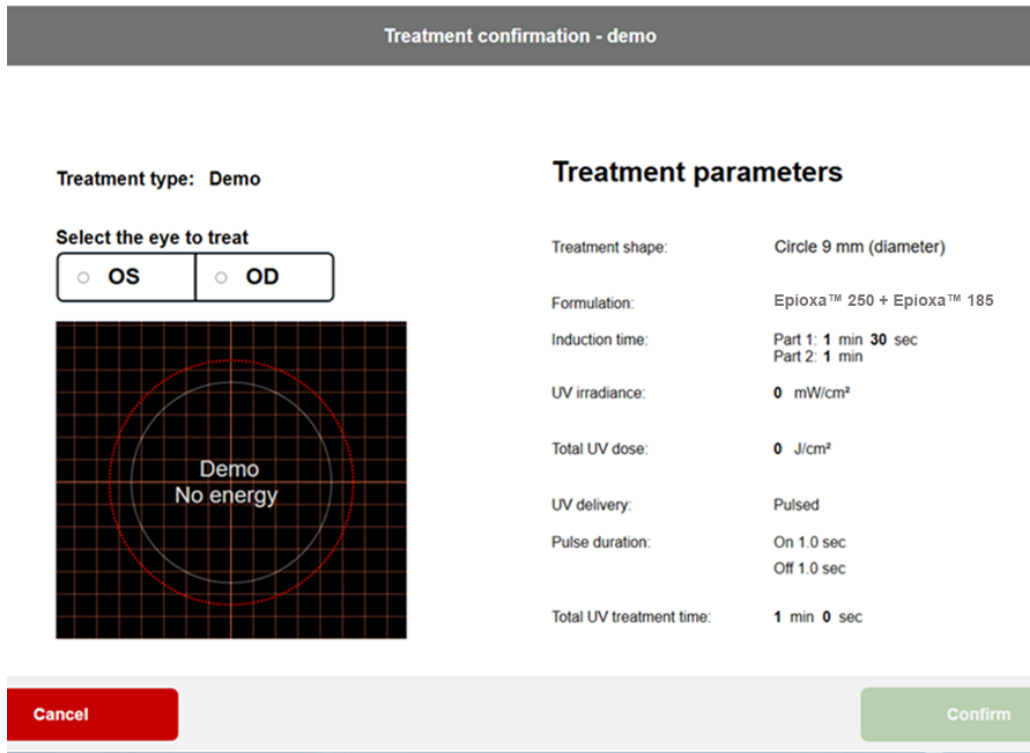 Treatment confirmation - demo
Treatment type: Demo
Select the eye to treat
OS OD
Demo
No energy
Treatment parameters
Treatment shape: Circle 9 mm (diameter)
Formulation: Epioxa™ 250 + Epioxa™ 185
Induction time: Part 1: 1 min 30 sec
Part 2: 1 min
UV irradiance: 0 mW/cm²
Total UV dose: 0 J/cm²
UV delivery: Pulsed
Pulse duration: On 1.0 sec
Off 1.0 sec
Total UV treatment time: 1 min 0 sec
Cancel Confirm